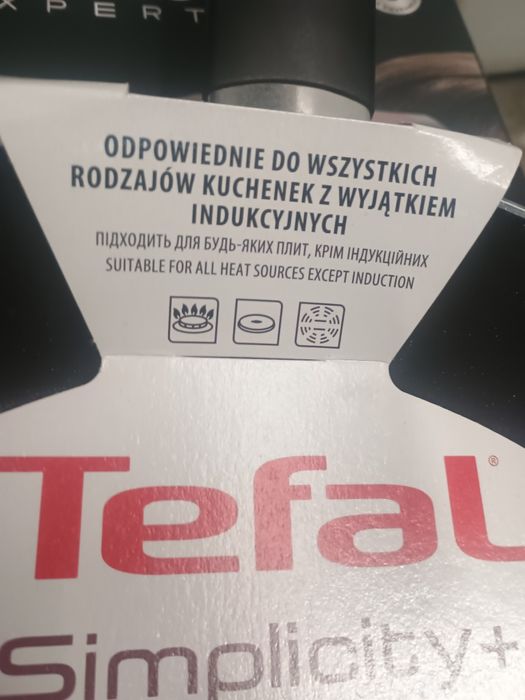 XPERT
ODPOWIEDNIE DO WSZYSTKICH
RODZAJÓW KUCHENEK Z WYJĄTKIEM
INDUKCYJNYCH
ПІДХОДИТЬ ДЛЯ БУДЬ-ЯКИХ ПЛИТ, КРІМ ІНДУКЦІЙНИХ
SUITABLE FOR ALL HEAT SOURCES EXCEPT INDUCTION
Tefal®
Simplicity+